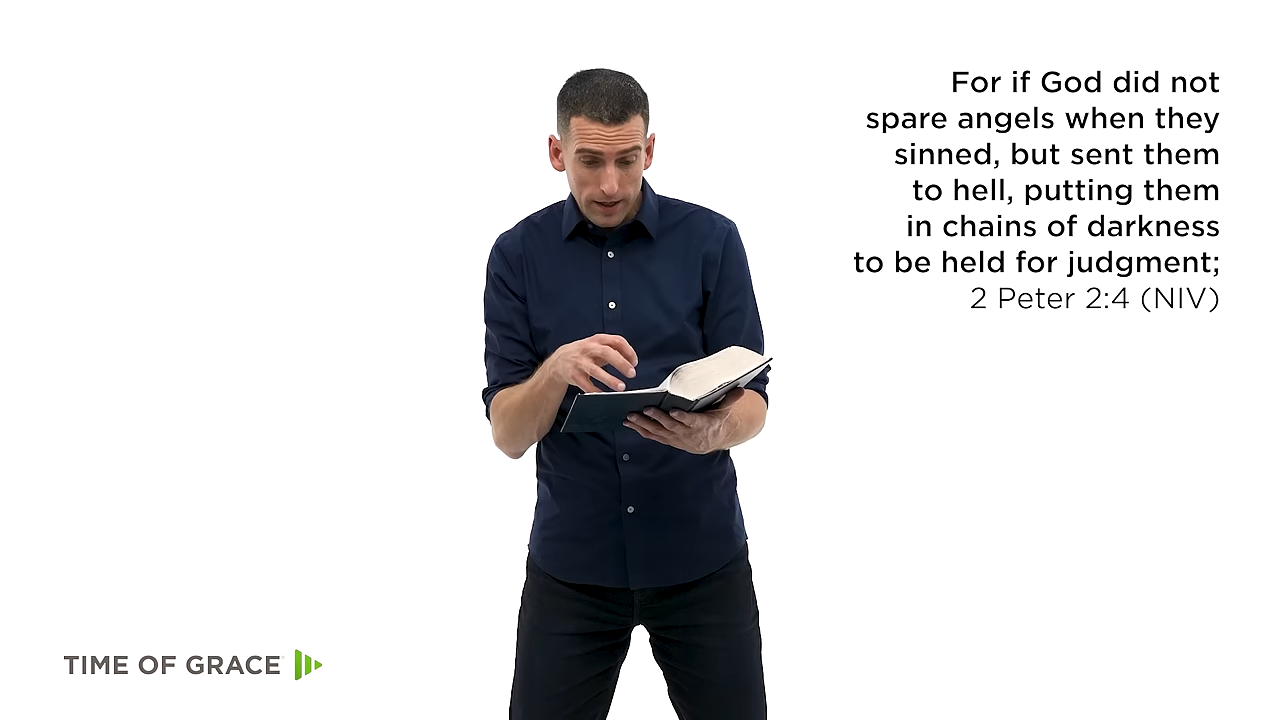 For if God did not
spare angels when they
sinned, but sent them
to hell, putting them
in chains of darkness
to be held for judgment;
2 Peter 2:4 (NIV)
TIME OF GRACE